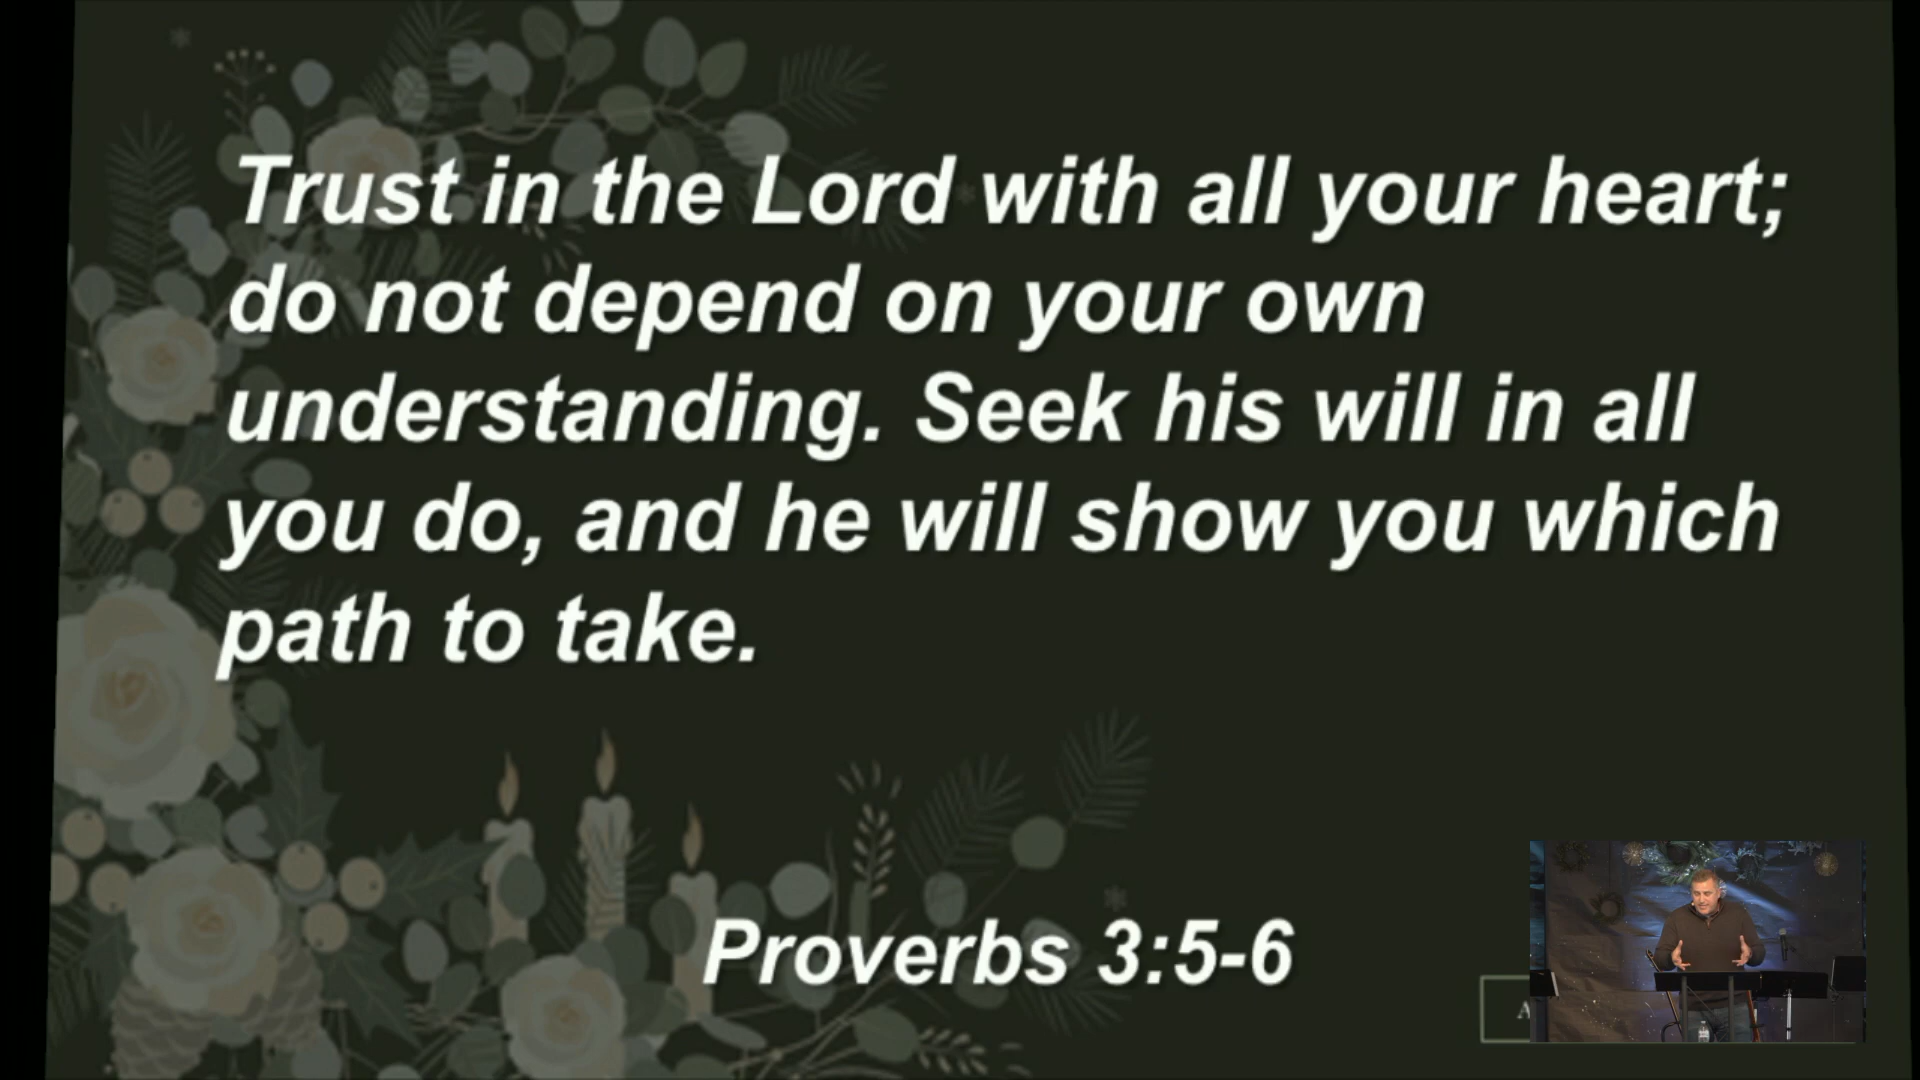 Trust in the Lord with all your heart;
do not depend on your own
understanding. Seek his will in all
you do, and he will show you which
path to take.
Proverbs 3:5-6
A